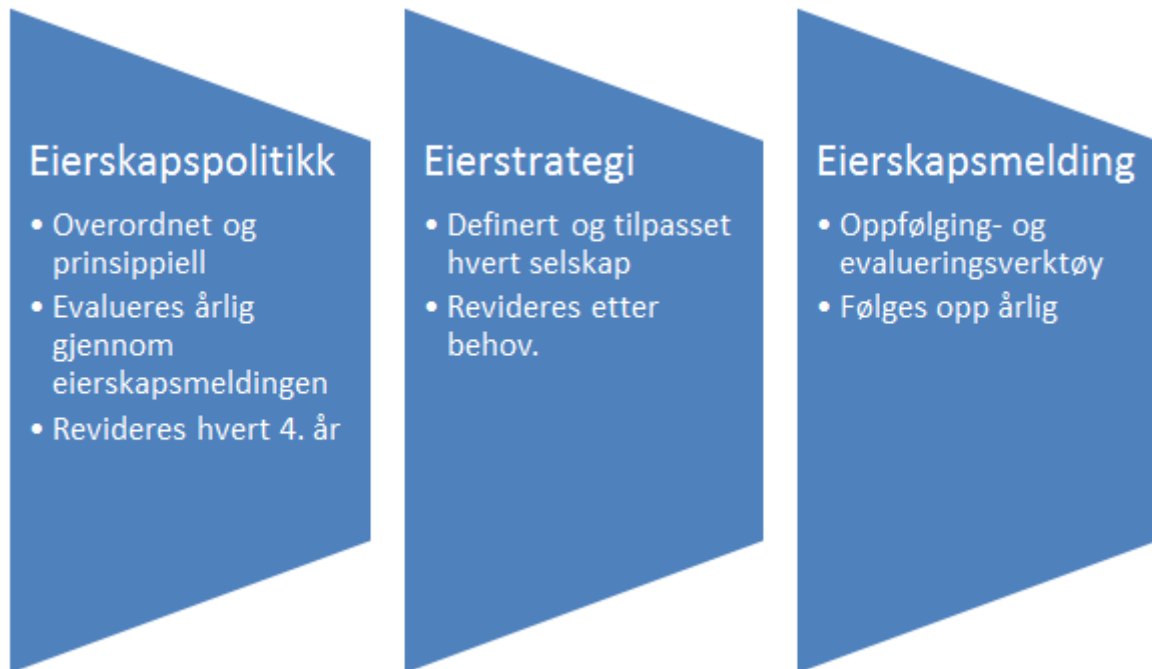 Eierskapspolitikk
• Overordnet og
prinsippiell
• Evalueres årlig
gjennom
eierskapsmeldingen
• Revideres hvert 4. år
Eierstrategi
• Definert og tilpasset
hvert selskap
• Revideres etter
behov.
Eierskapsmelding
• Oppfølging- og
evalueringsverktøy
• Følges opp årlig